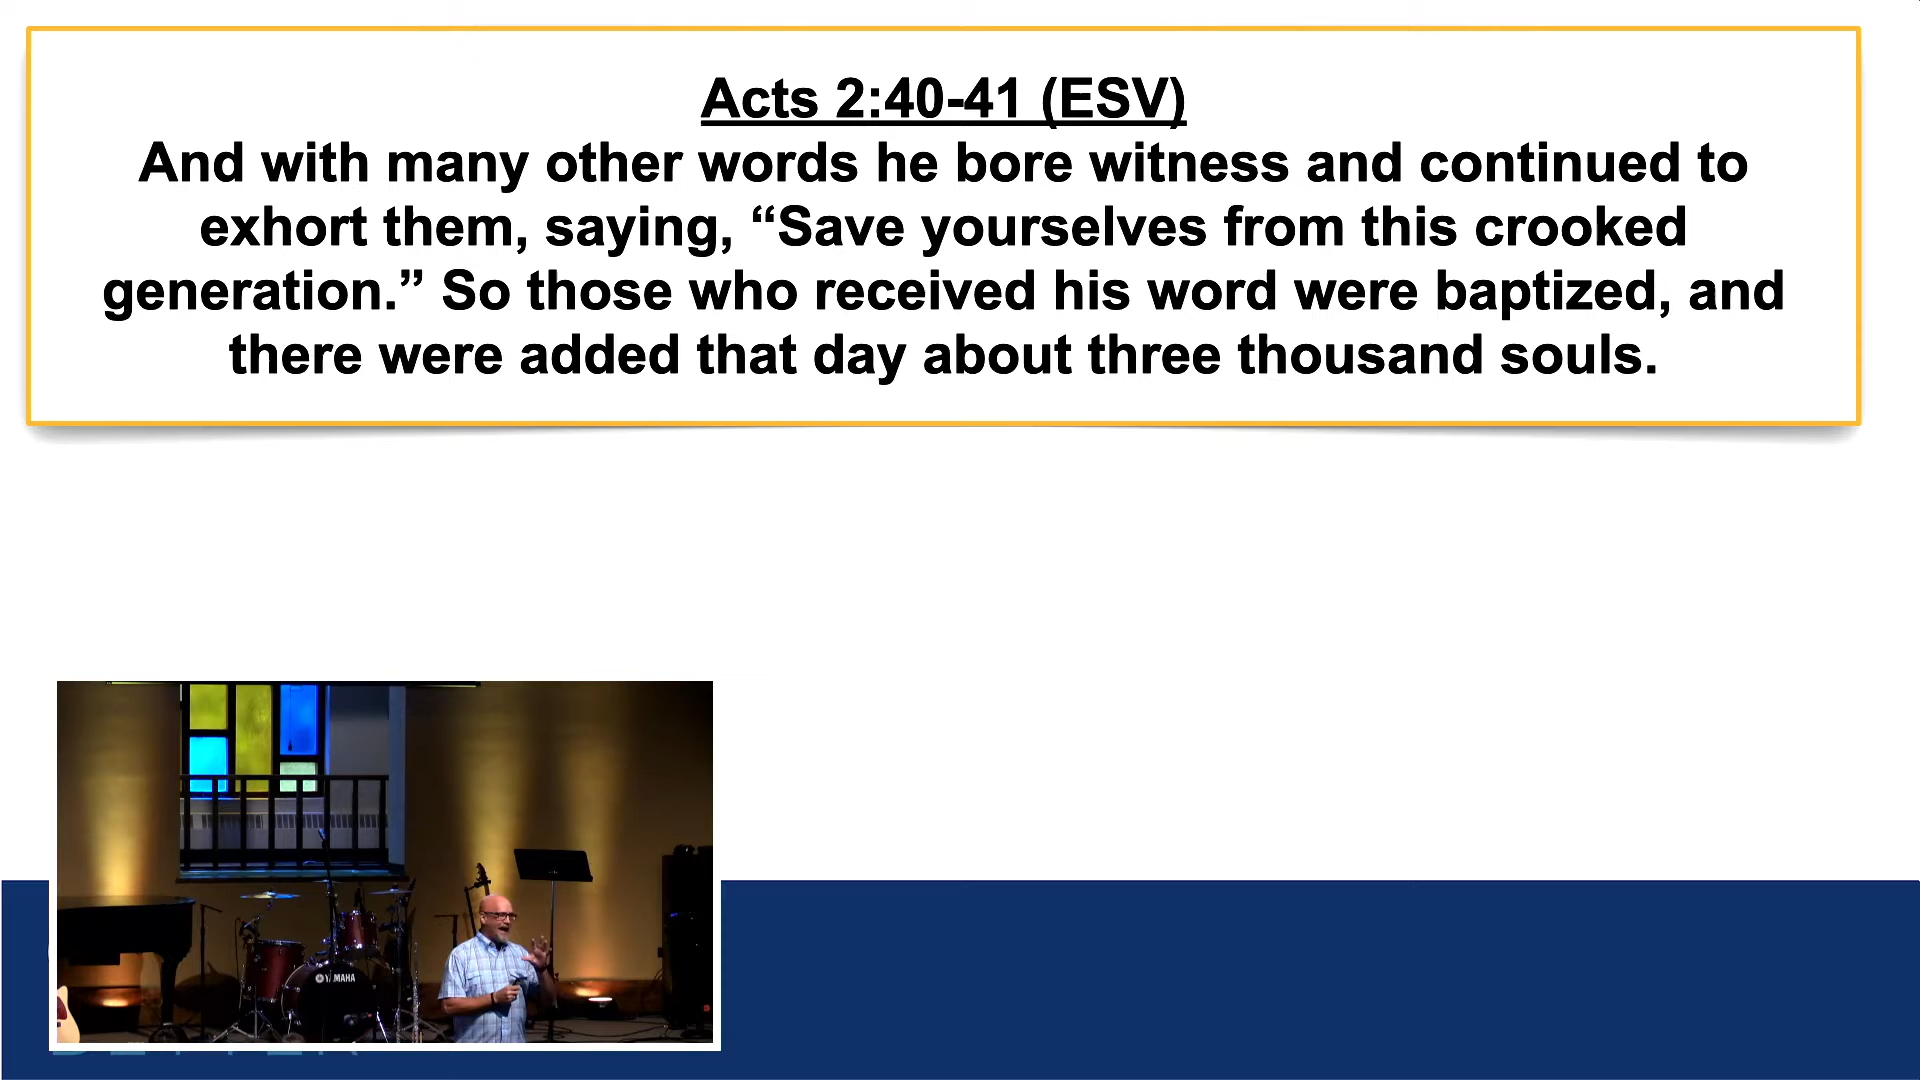 Acts 2:40-41 (ESV)
And with many other words he bore witness and continued to
exhort them, saying, “Save yourselves from this crooked
generation.” So those who received his word were baptized, and
there were added that day about three thousand souls.
YAMAHA